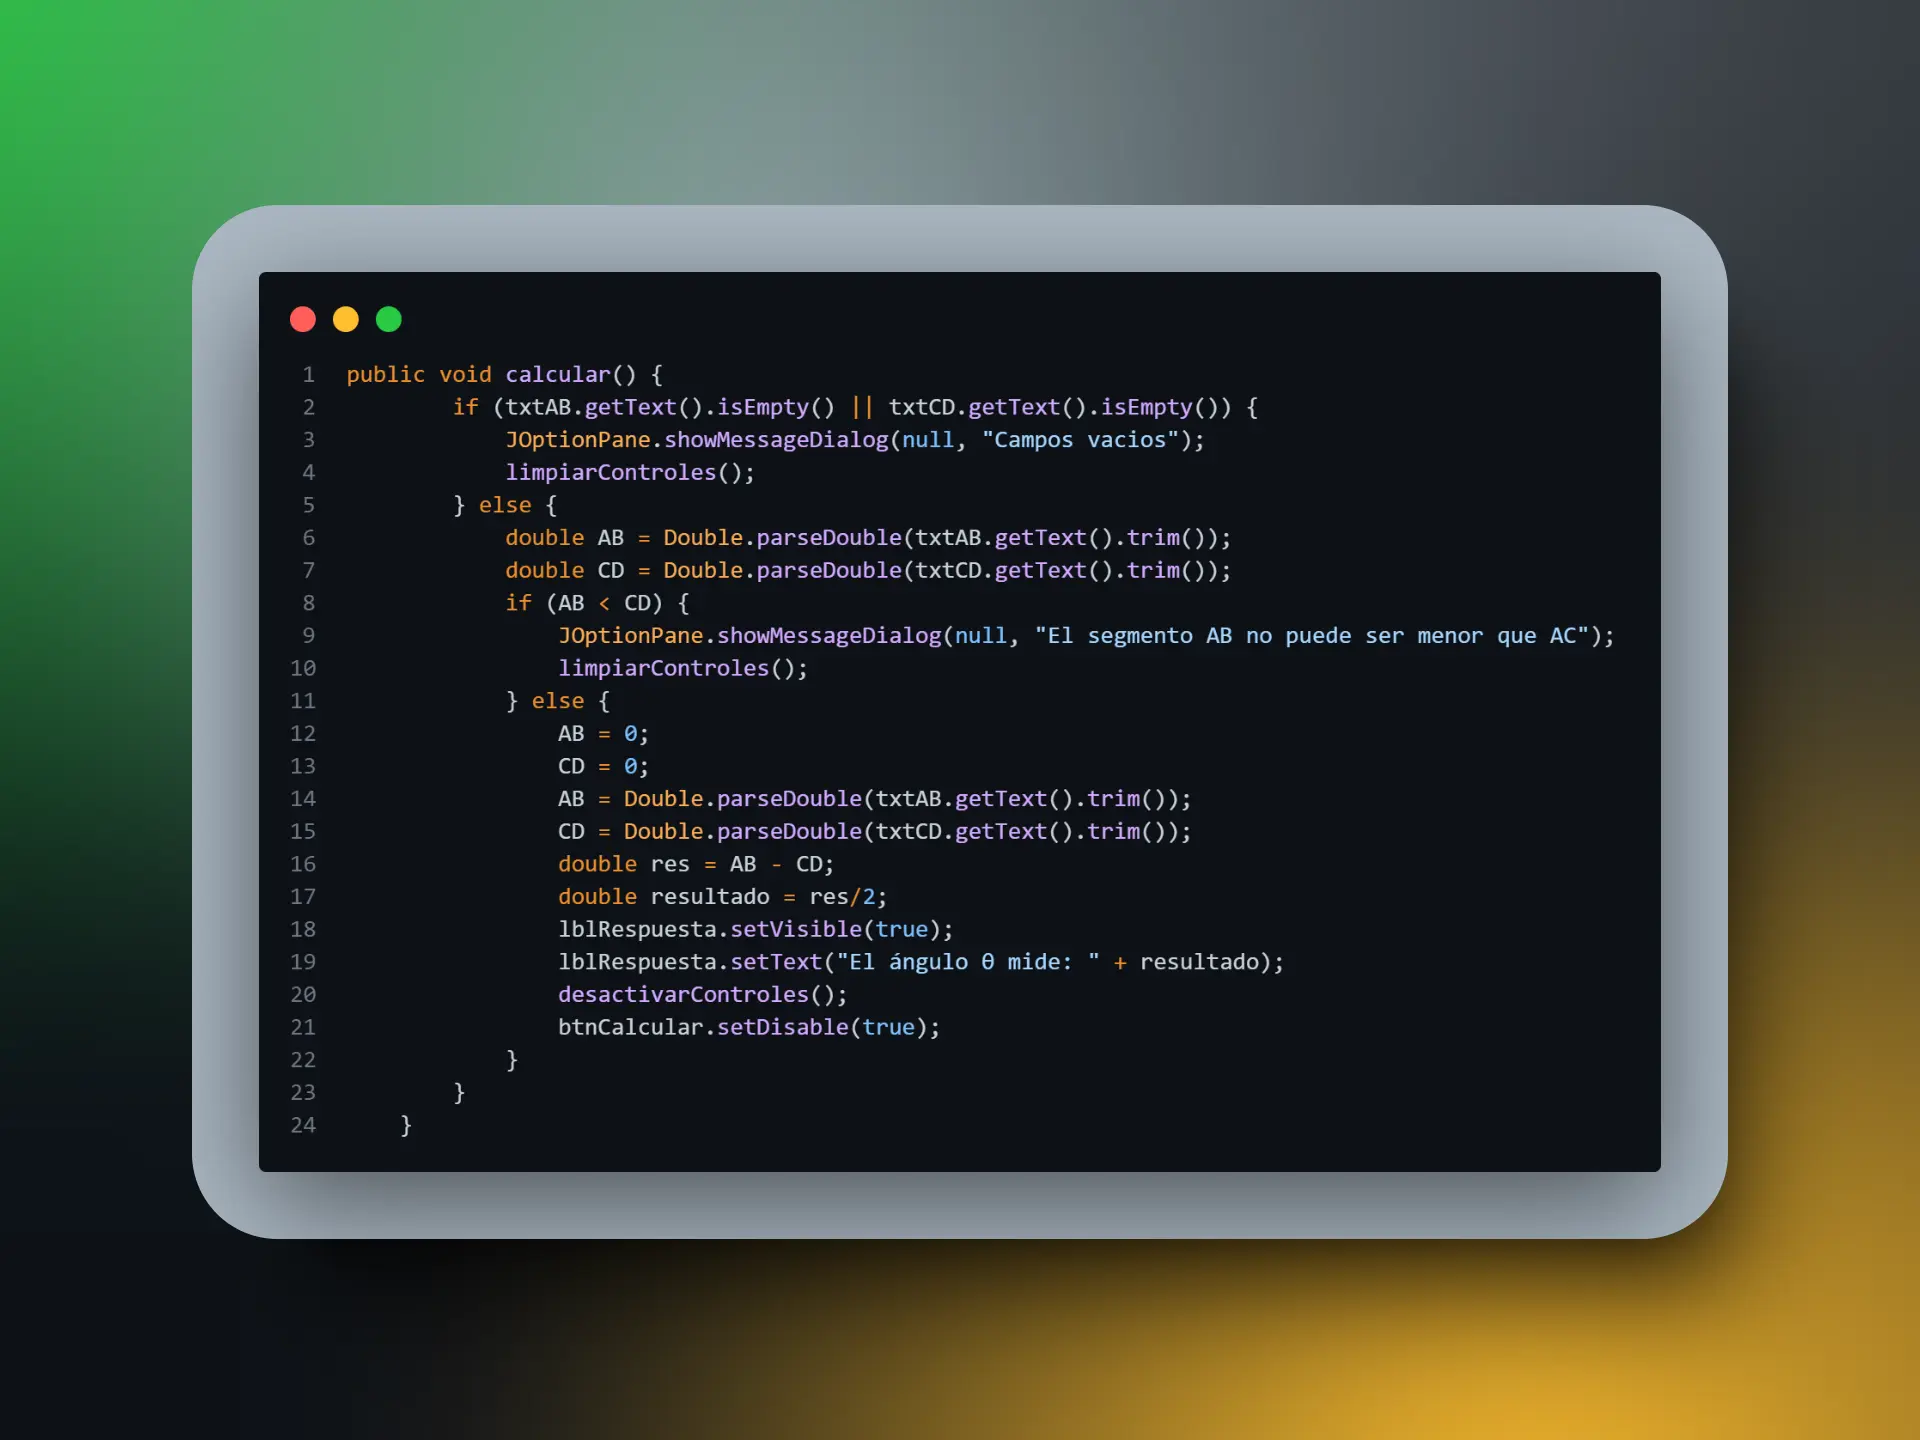 1 public void calcular() {
2 if (txtAB.getText().isEmpty() || txtCD.getText().isEmpty()) {
3 JOptionPane.showMessageDialog(null, "Campos vacios");
4 limpiarControles();
5 } else {
6 double AB = Double.parseDouble(txtAB.getText().trim());
7 double CD = Double.parseDouble(txtCD.getText().trim());
8 if (AB < CD) {
9 JOptionPane.showMessageDialog(null, "El segmento AB no puede ser menor que AC");
10 limpiarControles();
11 } else {
12 AB = 0;
13 CD = 0;
14 AB = Double.parseDouble(txtAB.getText().trim());
15 CD = Double.parseDouble(txtCD.getText().trim());
16 double res = AB - CD;
17 double resultado = res/2;
18 lblRespuesta.setVisible(true);
19 lblRespuesta.setText("El ángulo θ mide: " + resultado);
20 desactivarControles();
21 btnCalcular.setDisable(true);
22 }
23 }
24 }